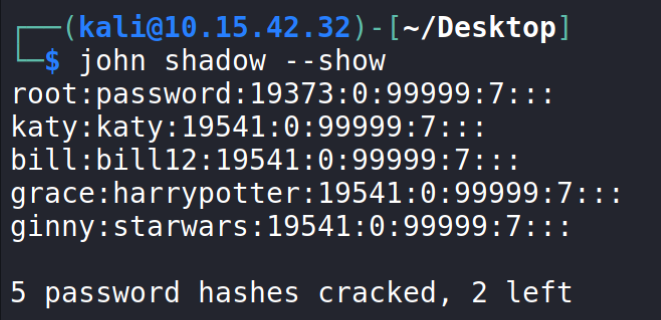 ┌──(kali@10.15.42.32)-[~/Desktop]
└─$ john shadow --show
root:password:19373:0:99999:7:::
katy:katy:19541:0:99999:7:::
bill:bill12:19541:0:99999:7:::
grace:harrypotter:19541:0:99999:7:::
ginny:starwars:19541:0:99999:7:::
5 password hashes cracked, 2 left